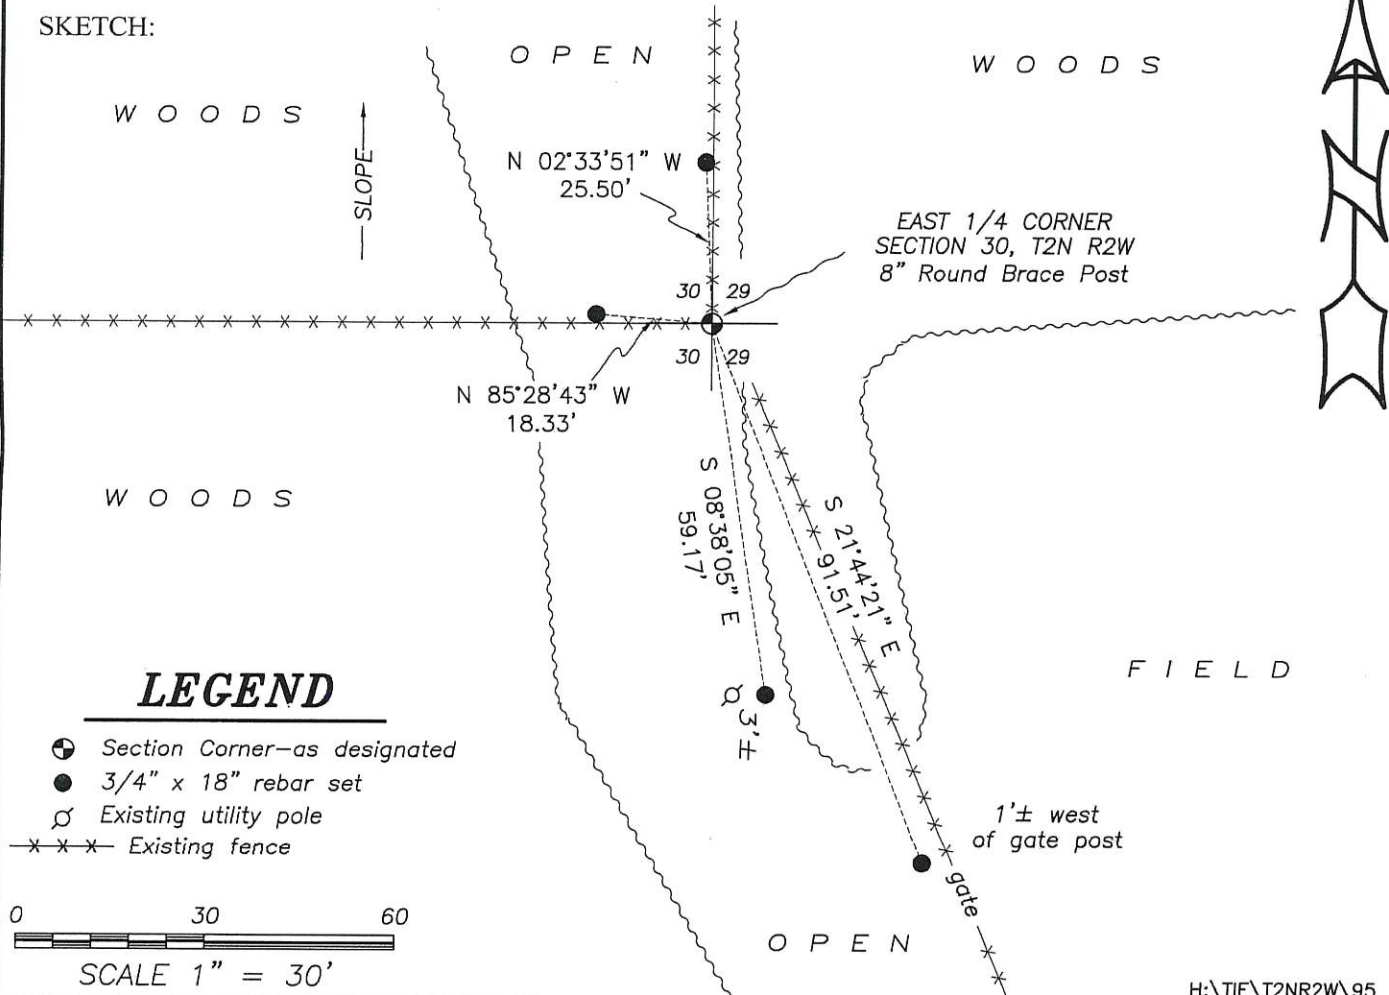 SKETCH:
OPEN
WOODS
WOODS
SLOPE
N 02°33'51" W
25.50'
EAST 1/4 CORNER
SECTION 30, T2N R2W
8" Round Brace Post
30 29
30 29
N 85°28'43" W
18.33'
WOODS
S 08°38'05" E
59.17'
S 21°44'21" E
91.51'
FIELD
3'±
1'± west
of gate post
gate
OPEN
LEGEND
Section Corner-as designated
3/4" x 18" rebar set
Existing utility pole
Existing fence
0 30 60
SCALE 1" = 30'
H:\TIF\T2NR2W\95
N